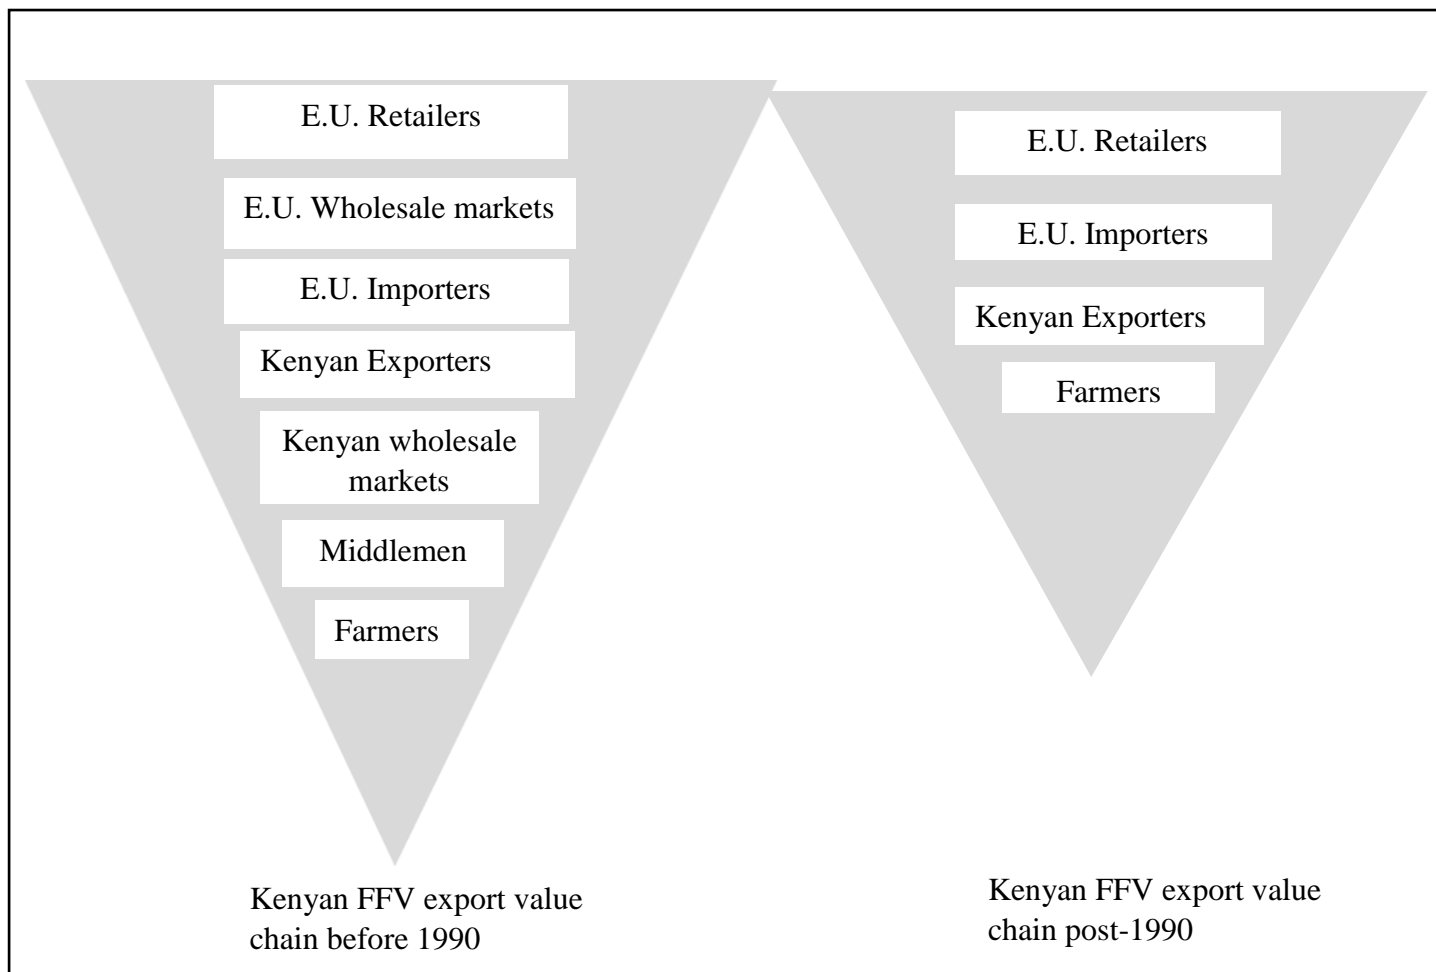 E.U. Retailers
E.U. Wholesale markets
E.U. Importers
Kenyan Exporters
Kenyan wholesale
markets
Middlemen
Farmers
Kenyan FFV export value
chain before 1990
E.U. Retailers
E.U. Importers
Kenyan Exporters
Farmers
Kenyan FFV export value
chain post-1990